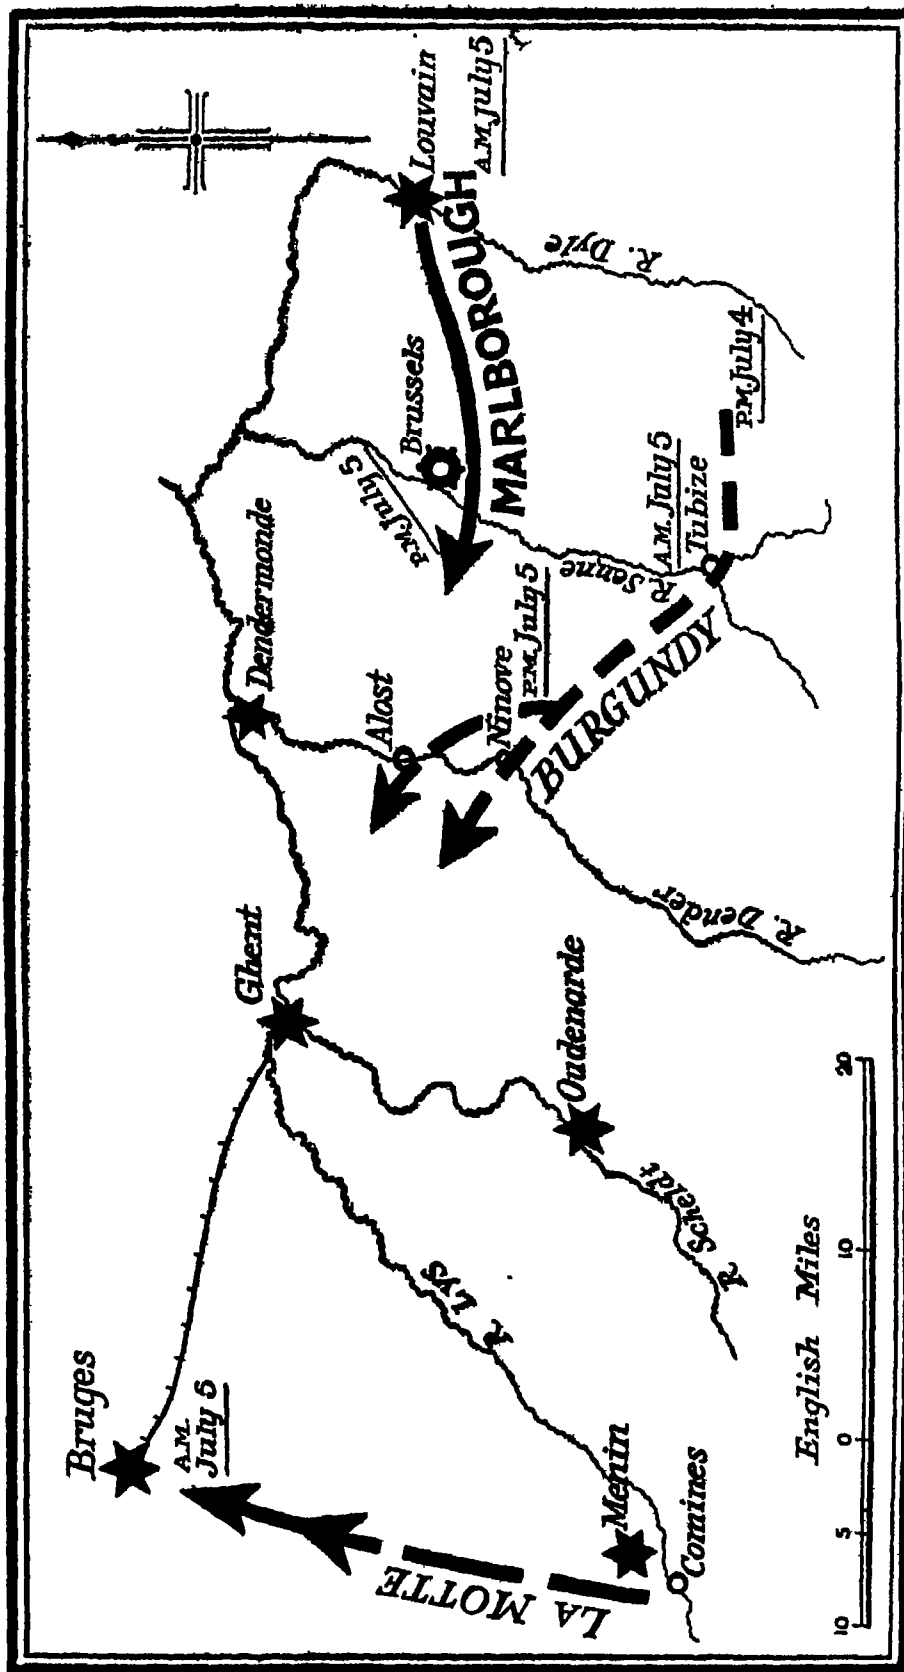 Bruges
A.M.
July 5
LA MOTTE
Menin
Comines
R. Lys
Ghent
Oudenarde
R. Scheldt
Dendermonde
Alost
Ninove
P.M. July 5
BURGUNDY
R. Dender
Brussels
P.M. July 5
R. Senne
A.M. July 5
Tubize
P.M. July 4
Louvain
A.M. July 5
MARLBOROUGH
R. Dyle
English Miles
10 5 0 10 20